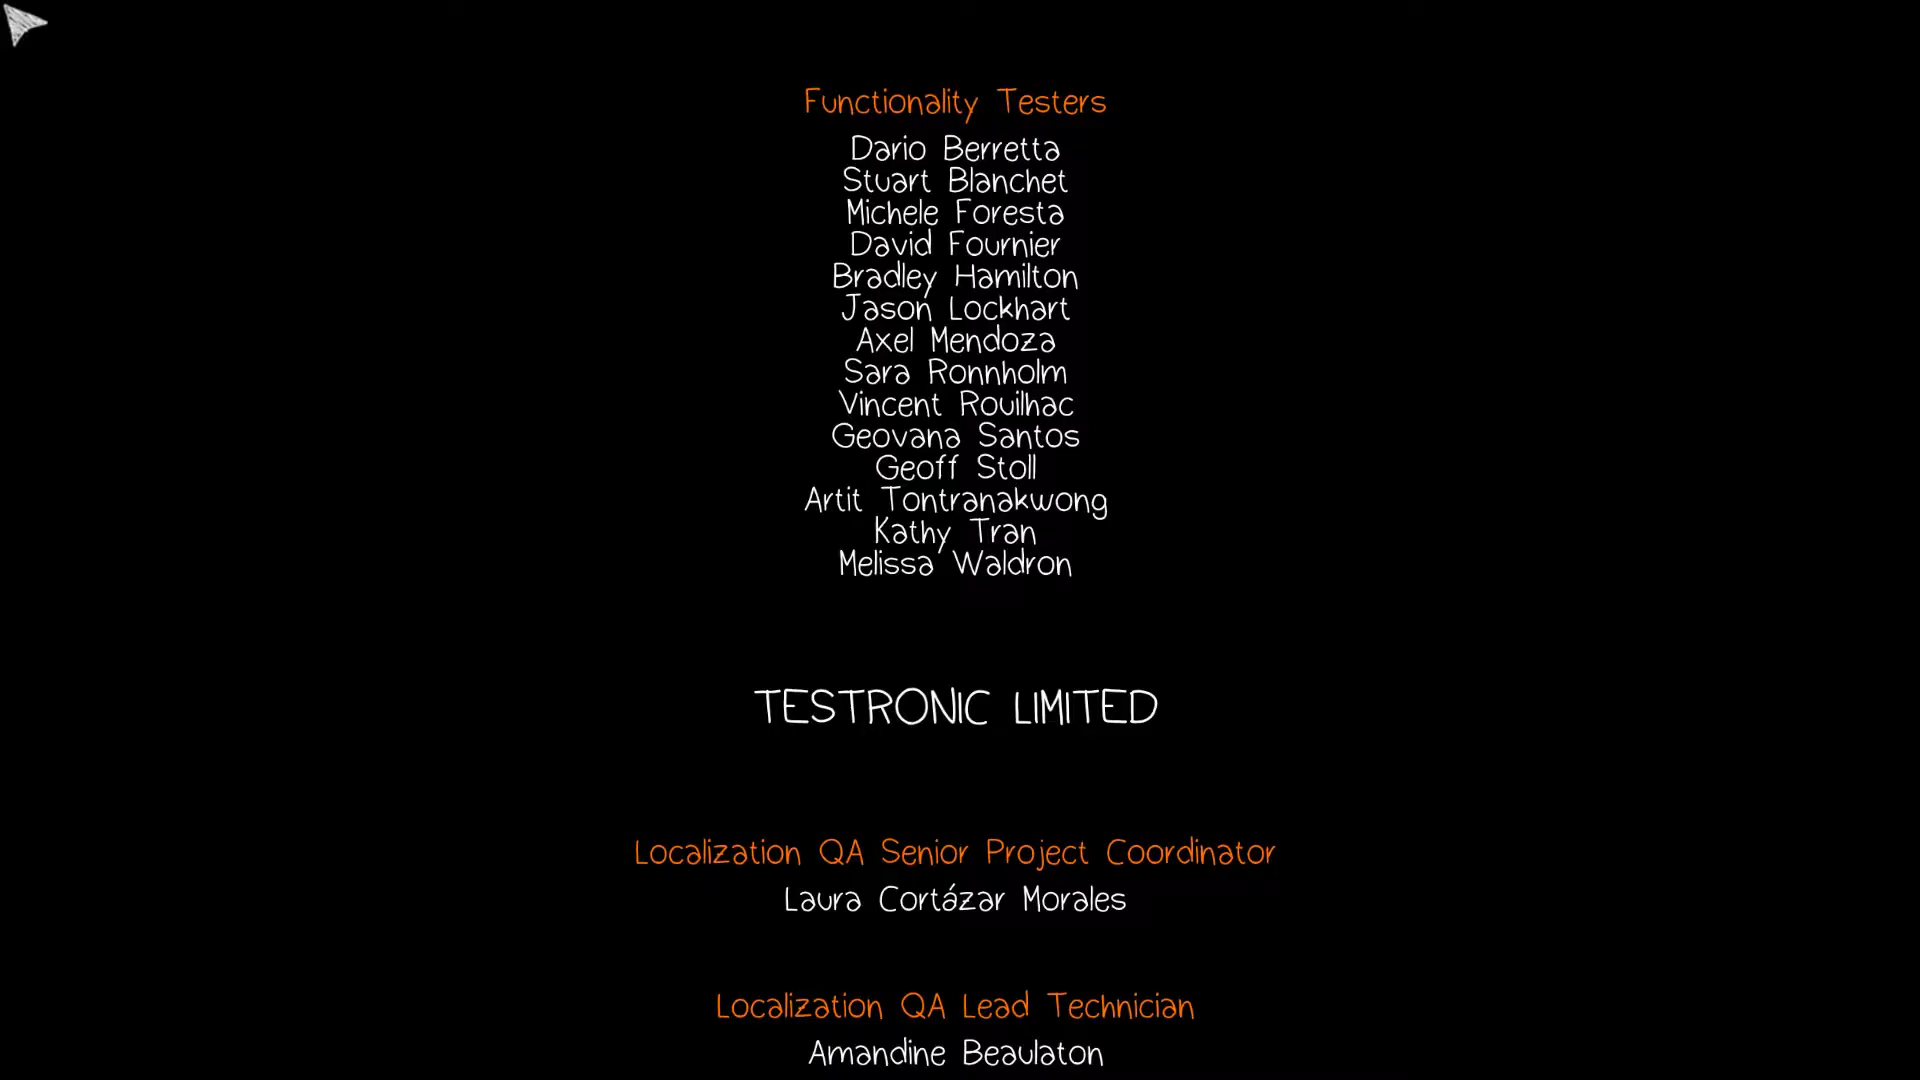 Functionality Testers
Dario Berretta
Stuart Blanchet
Michele Foresta
David Fournier
Bradley Hamilton
Jason Lockhart
Axel Mendoza
Sara Ronnholm
Vincent Rouilhac
Geovana Santos
Geoff Stoll
Artit Tontranakwong
Kathy Tran
Melissa Waldron
TESTRONIC LIMITED
Localization QA Senior Project Coordinator
Laura Cortázar Morales
Localization QA Lead Technician
Amandine Beaulaton